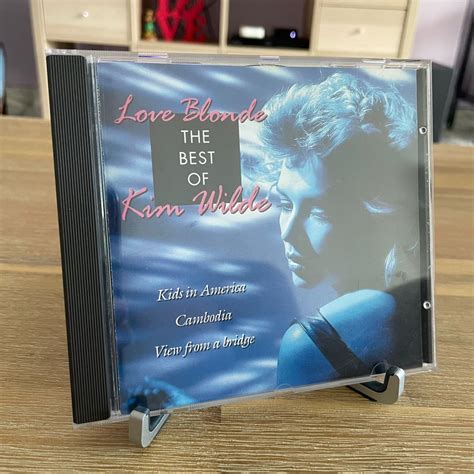 Love Blonde
THE
BEST
OF
Kim Wilde
Kids in America
Cambodia
View from a bridge